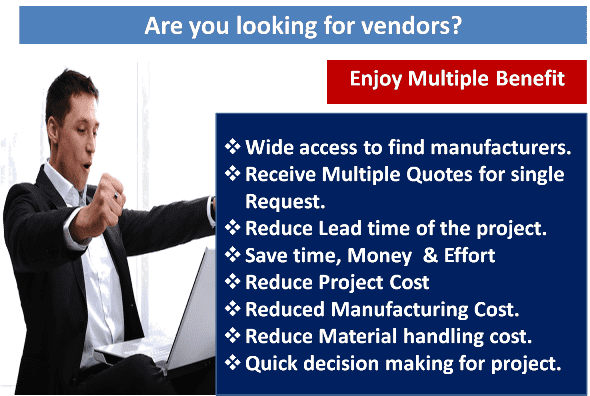 Are you looking for vendors?
Enjoy Multiple Benefit
❖ Wide access to find manufacturers.
❖ Receive Multiple Quotes for single
Request.
❖ Reduce Lead time of the project.
❖ Save time, Money & Effort
❖ Reduce Project Cost
❖ Reduced Manufacturing Cost.
❖ Reduce Material handling cost.
❖ Quick decision making for project.